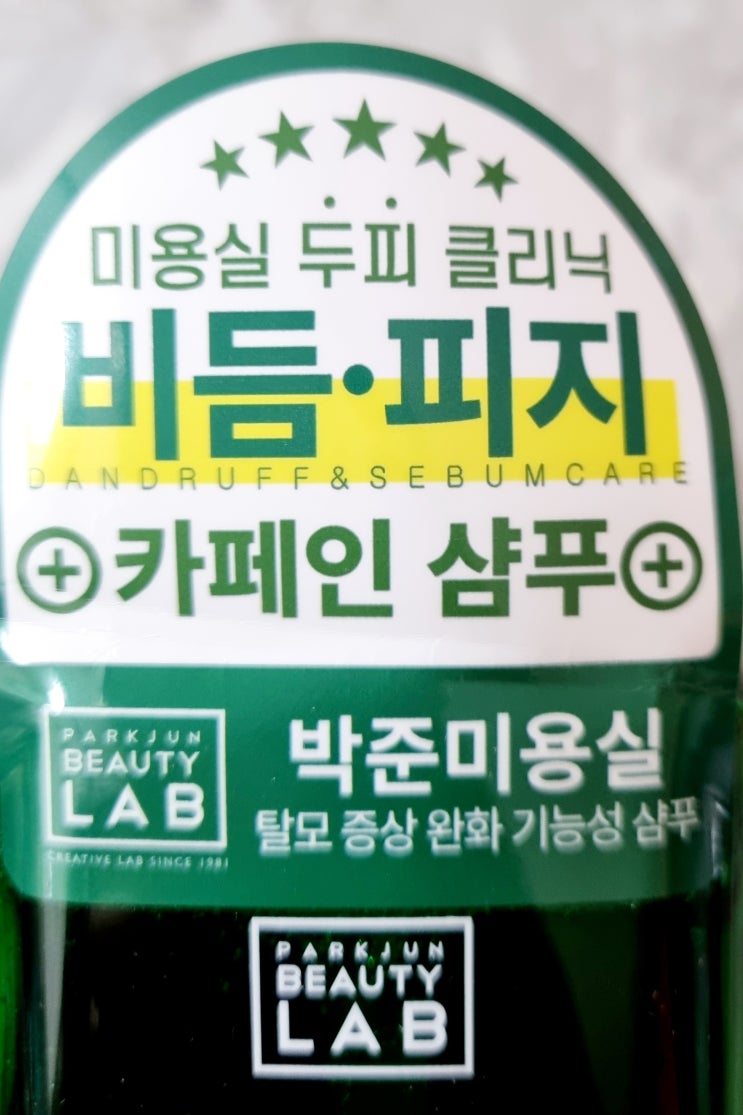 미용실 두피 클리닉
비듬·피지
DANDRUFF&SEBUMCARE
카페인 샴푸
PARKJUN
BEAUTY
LAB
CREATIVE LAB SINCE 1981
박준미용실
탈모 증상 완화 기능성 샴푸
PARKJUN
BEAUTY
LAB